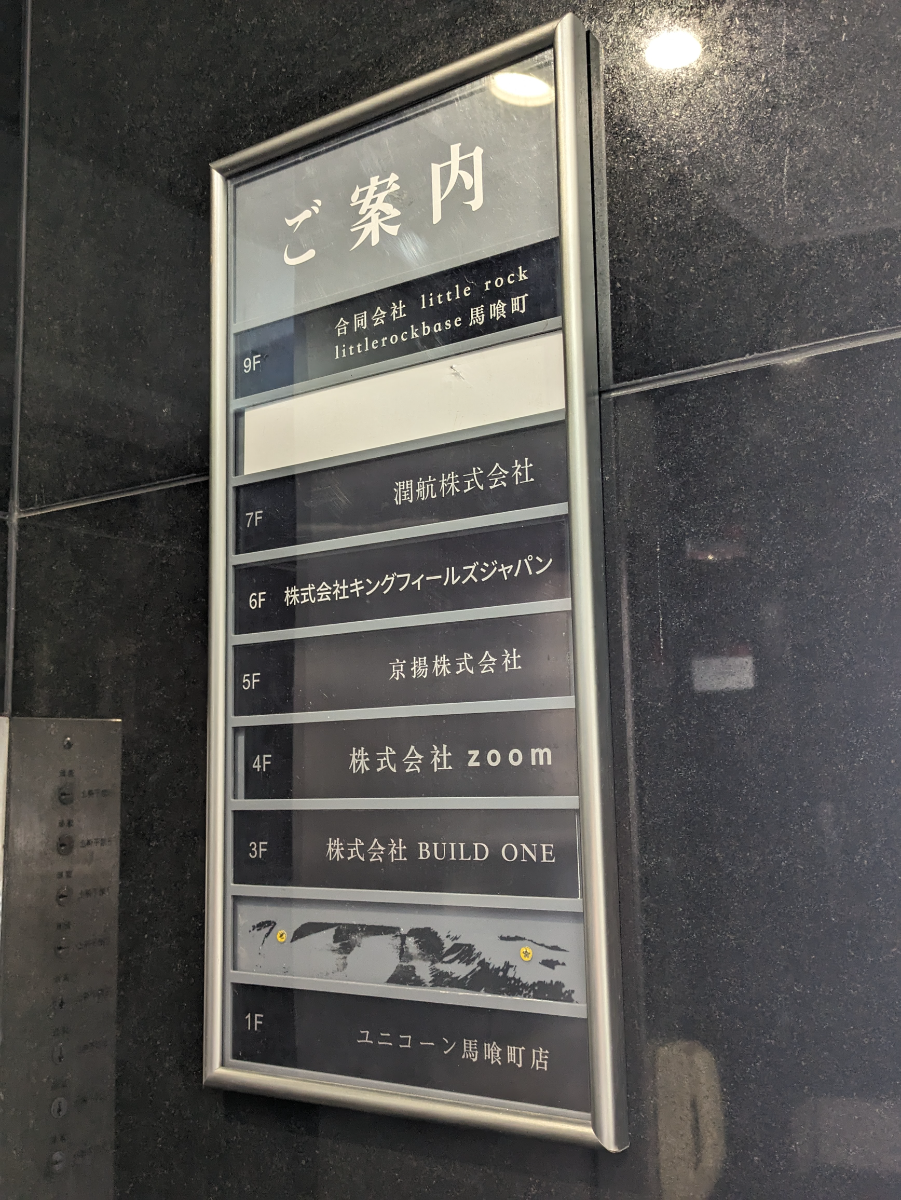 ご案内
9F
合同会社 little rock
littlerockbase 馬喰町
7F 潤航株式会社
6F 株式会社キングフィールズジャパン
5F 京揚株式会社
4F 株式会社 zoom
3F 株式会社 BUILD ONE
1F ユニコーン馬喰町店